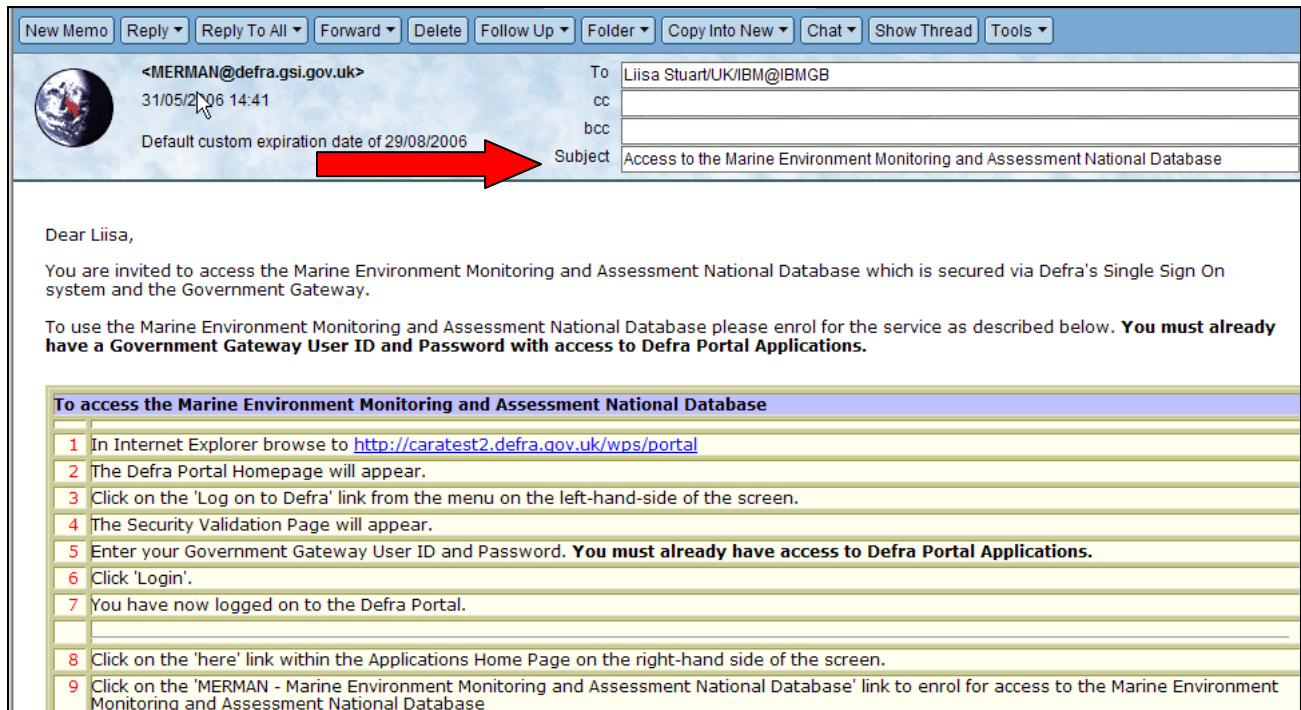 New Memo Reply Reply To All Forward Delete Follow Up Folder Copy Into New Chat Show Thread Tools
<MERMAN@defra.gsi.gov.uk>
31/05/2006 14:41
Default custom expiration date of 29/08/2006
To Liisa Stuart/UK/IBM@IBMGB
cc
bcc
Subject Access to the Marine Environment Monitoring and Assessment National Database
Dear Liisa,
You are invited to access the Marine Environment Monitoring and Assessment National Database which is secured via Defra's Single Sign On
system and the Government Gateway.
To use the Marine Environment Monitoring and Assessment National Database please enrol for the service as described below. You must already
have a Government Gateway User ID and Password with access to Defra Portal Applications.
To access the Marine Environment Monitoring and Assessment National Database
1 In Internet Explorer browse to http://caratest2.defra.gov.uk/wps/portal
2 The Defra Portal Homepage will appear.
3 Click on the 'Log on to Defra' link from the menu on the left-hand-side of the screen.
4 The Security Validation Page will appear.
5 Enter your Government Gateway User ID and Password. You must already have access to Defra Portal Applications.
6 Click 'Login'.
7 You have now logged on to the Defra Portal.
8 Click on the 'here' link within the Applications Home Page on the right-hand side of the screen.
9 Click on the 'MERMAN - Marine Environment Monitoring and Assessment National Database' link to enrol for access to the Marine Environment
Monitoring and Assessment National Database